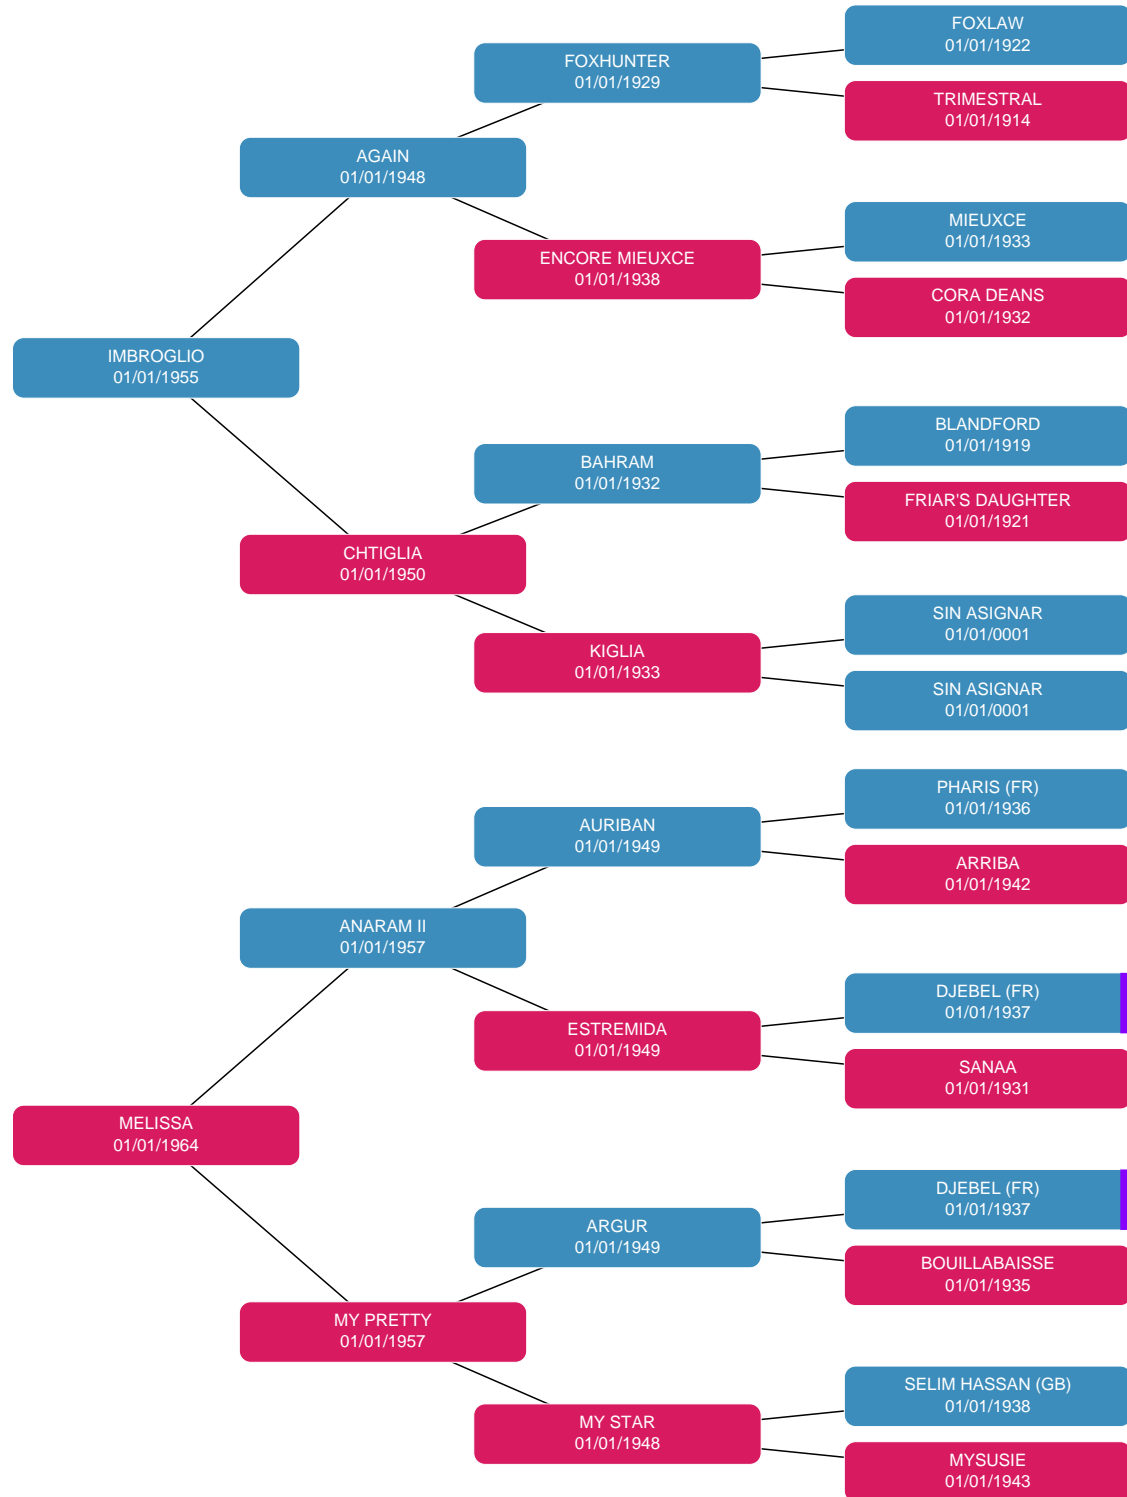 FOXLAW
01/01/1922
FOXHUNTER
01/01/1929
TRIMESTRAL
01/01/1914
AGAIN
01/01/1948
MIEUXCE
01/01/1933
ENCORE MIEUXCE
01/01/1938
CORA DEANS
01/01/1932
IMBROGLIO
01/01/1955
BLANDFORD
01/01/1919
BAHRAM
01/01/1932
FRIAR'S DAUGHTER
01/01/1921
CHTIGLIA
01/01/1950
SIN ASIGNAR
01/01/0001
KIGLIA
01/01/1933
SIN ASIGNAR
01/01/0001
PHARIS (FR)
01/01/1936
AURIBAN
01/01/1949
ARRIBA
01/01/1942
ANARAM II
01/01/1957
DJEBEL (FR)
01/01/1937
ESTREMIDA
01/01/1949
SANAA
01/01/1931
MELISSA
01/01/1964
DJEBEL (FR)
01/01/1937
ARGUR
01/01/1949
BOUILLABAISSE
01/01/1935
MY PRETTY
01/01/1957
SELIM HASSAN (GB)
01/01/1938
MY STAR
01/01/1948
MYSUSIE
01/01/1943